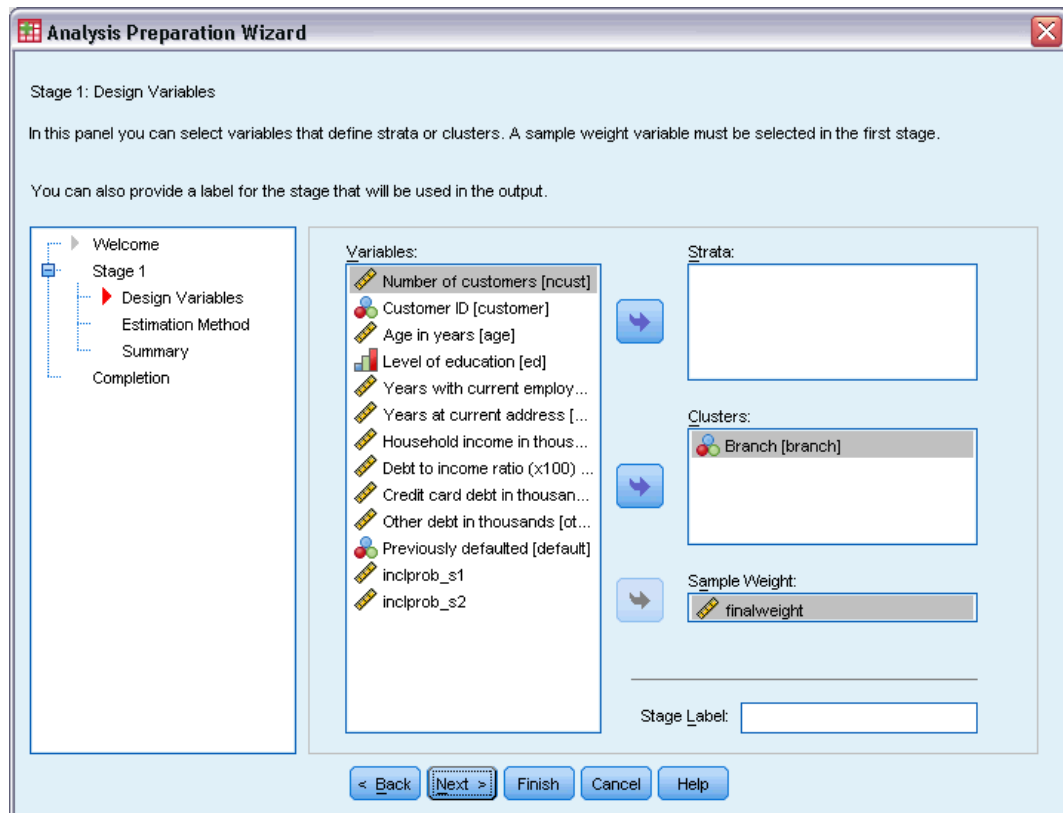 Analysis Preparation Wizard
Stage 1: Design Variables
In this panel you can select variables that define strata or clusters. A sample weight variable must be selected in the first stage.
You can also provide a label for the stage that will be used in the output.
Welcome
Stage 1
Design Variables
Estimation Method
Summary
Completion
Variables:
Number of customers [ncust]
Customer ID [customer]
Age in years [age]
Level of education [ed]
Years with current employ...
Years at current address [...
Household income in thous...
Debt to income ratio (x100) ...
Credit card debt in thousan...
Other debt in thousands [ot...
Previously defaulted [default]
inclprob_s1
inclprob_s2
Strata:
Clusters:
Branch [branch]
Sample Weight:
finalweight
Stage Label:
< Back
Next >
Finish
Cancel
Help